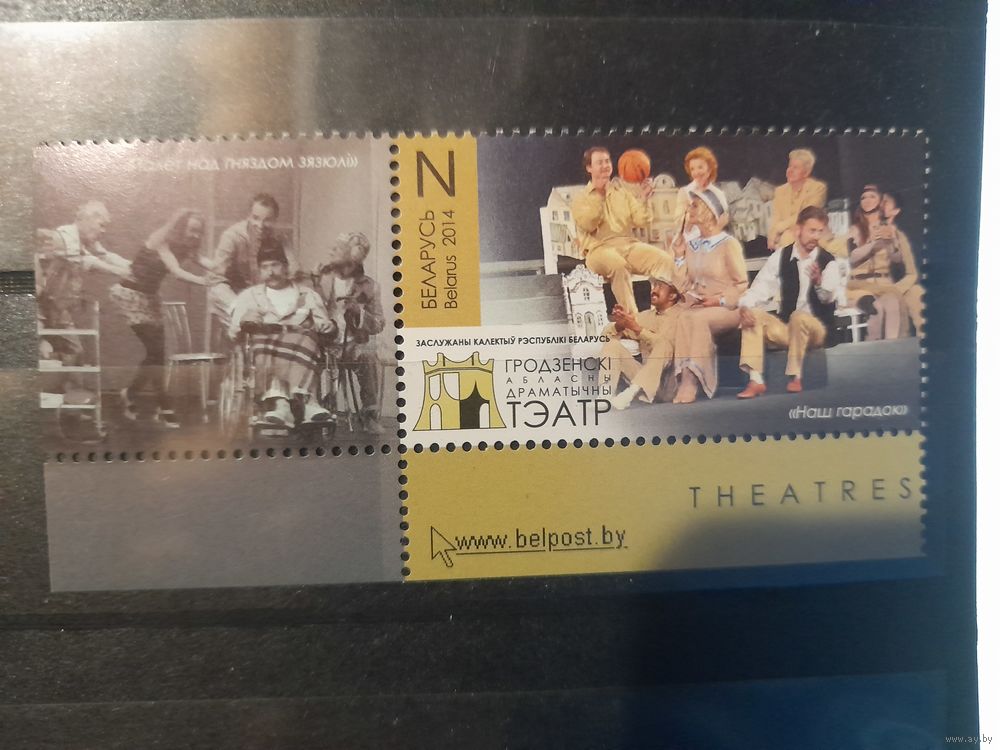 НАД ГНЯЗДОМ ЗЯЗЮЛІ»
N
БЕЛАРУСЬ
Belarus 2014
ЗАСЛУЖАНЫ КАЛЕКТЫЎ РЭСПУБЛІКІ БЕЛАРУСЬ
ГРОДЗЕНСКІ
АБЛАСНЫ
ДРАМАТЫЧНЫ
ТЭАТР
«Наш гарадок»
THEATRES
www.belpost.by
www.ay.by